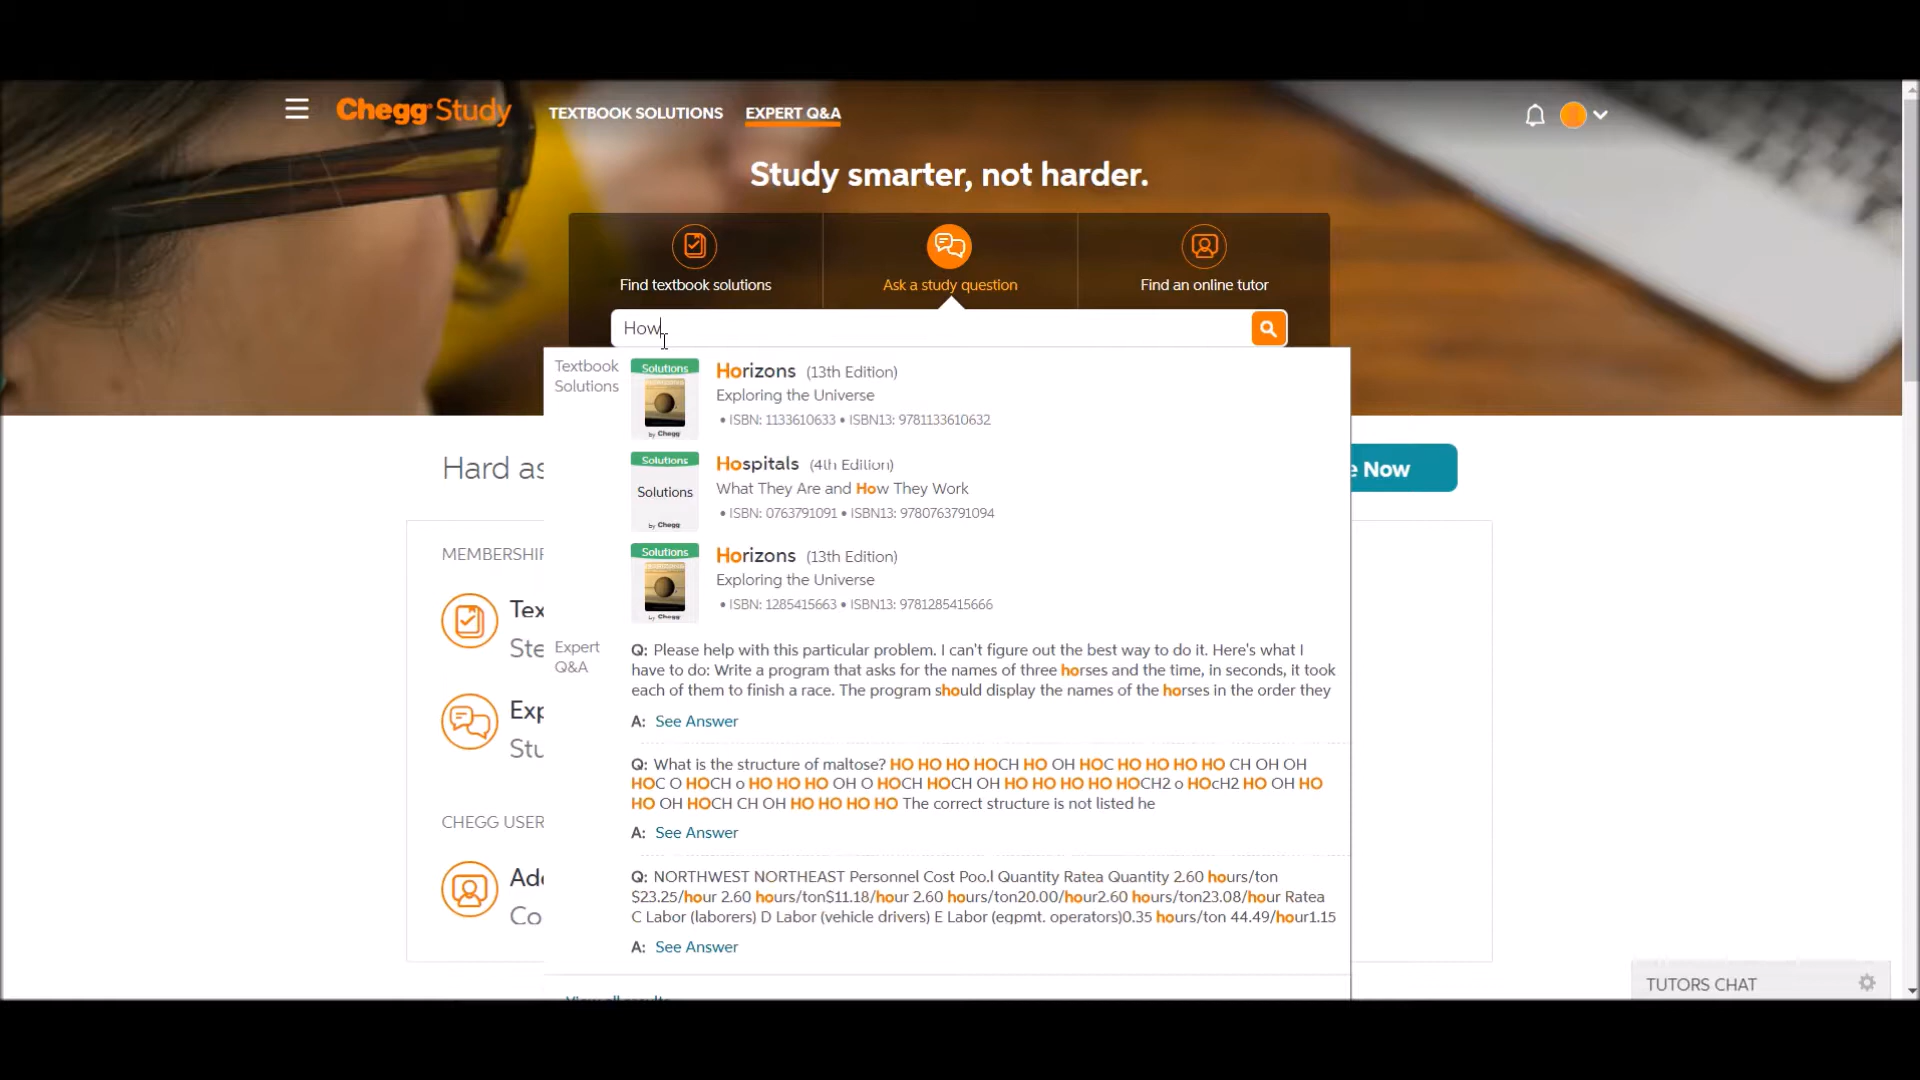 Chegg Study TEXTBOOK SOLUTIONS EXPERT Q&A
Study smarter, not harder.
Find textbook solutions
Ask a study question
Find an online tutor
How
Textbook
Solutions
Solutions
by Chegg
Horizons (13th Edition)
Exploring the Universe
• ISBN: 1133610633 • ISBN13: 9781133610632
Hard as
e Now
Solutions
Solutions
by Chegg
Hospitals (4th Edition)
What They Are and How They Work
• ISBN: 0763791091 • ISBN13: 9780763791094
Solutions
by Chegg
Horizons (13th Edition)
Exploring the Universe
• ISBN: 1285415663 • ISBN13: 9781285415666
MEMBERSHIP
Tex
Ste
Exp
Stu
CHEGG USER
Ad
Co
Expert
Q&A
Q: Please help with this particular problem. I can't figure out the best way to do it. Here's what I
have to do: Write a program that asks for the names of three horses and the time, in seconds, it took
each of them to finish a race. The program should display the names of the horses in the order they
A: See Answer
Q: What is the structure of maltose? HO HO HO HOCH HO OH HOC HO HO HO HO CH OH OH
HOC O HOCH o HO HO HO OH O HOCH HOCH OH HO HO HO HO HOCH2 o HOcH2 HO OH HO
HO OH HOCH CH OH HO HO HO HO The correct structure is not listed he
A: See Answer
Q: NORTHWEST NORTHEAST Personnel Cost Poo.l Quantity Ratea Quantity 2.60 hours/ton
$23.25/hour 2.60 hours/ton$11.18/hour 2.60 hours/ton20.00/hour2.60 hours/ton23.08/hour Ratea
C Labor (laborers) D Labor (vehicle drivers) E Labor (eqpmt. operators)0.35 hours/ton 44.49/hour1.15
A: See Answer
View all results
TUTORS CHAT